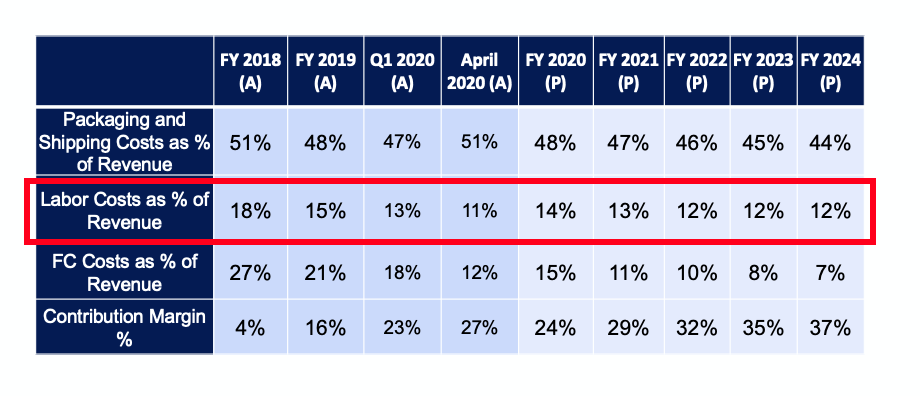 FY 2018 (A) FY 2019 (A) Q1 2020 (A) April 2020 (A) FY 2020 (P) FY 2021 (P) FY 2022 (P) FY 2023 (P) FY 2024 (P)
Packaging and Shipping Costs as % of Revenue 51% 48% 47% 51% 48% 47% 46% 45% 44%
Labor Costs as % of Revenue 18% 15% 13% 11% 14% 13% 12% 12% 12%
FC Costs as % of Revenue 27% 21% 18% 12% 15% 11% 10% 8% 7%
Contribution Margin % 4% 16% 23% 27% 24% 29% 32% 35% 37%